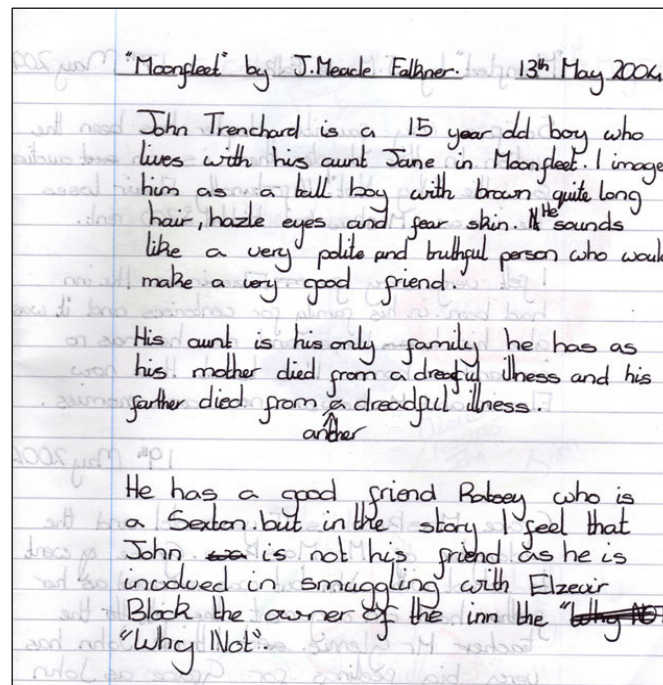 "Moonfleet" by J.Meade Falkner. 13th May 2004
John Trenchard is a 15 year old boy who
lives with his aunt Jane in Moonfleet. I image
him as a tall boy with brown quite long
hair, hazle eyes and fear skin. He sounds
like a very polite and truthful person who would
make a very good friend.
His aunt is his only family he has as
his mother died from a dreaful illness and his
farther died from a dreadful illness.
another
He has a good friend Ratsey who is
a Sexton. but in the story I feel that
John is not his friend as he is
involved in smuggling with Elzevir
Block the owner of the inn the "Why NOT
"Why Not".